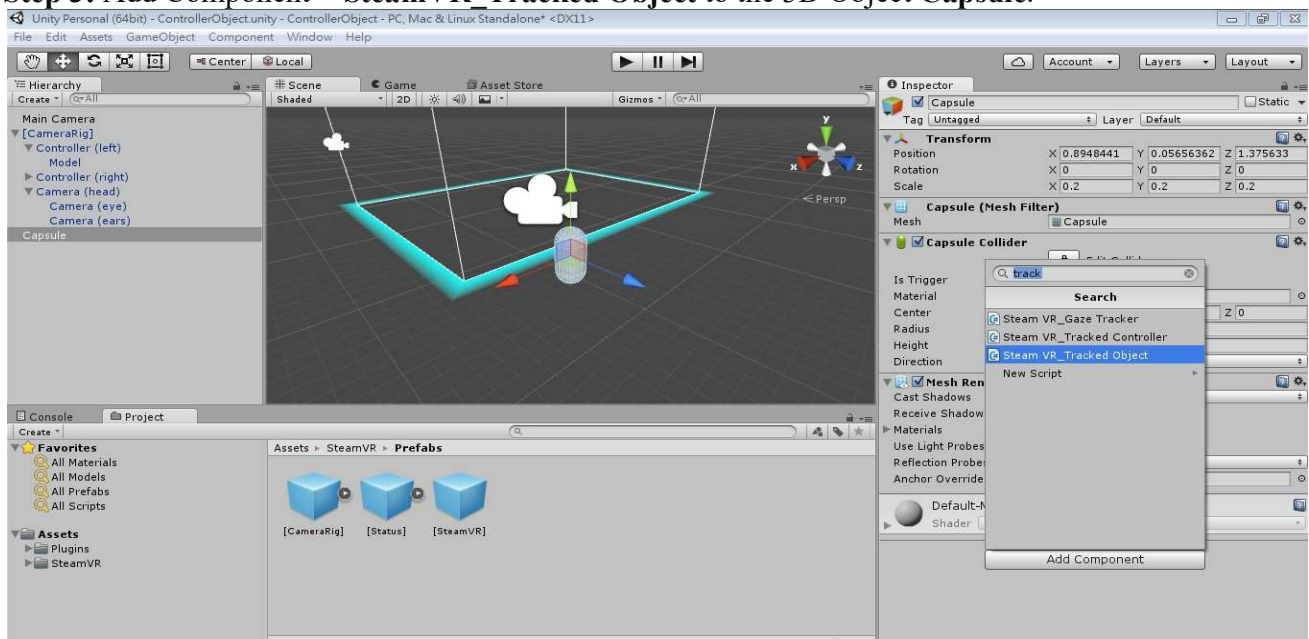 Step 3: Add Component – SteamVR_Tracked Object to the 3D Object Capsule.
Unity Personal (64bit) - ControllerObject.unity - ControllerObject - PC, Mac & Linux Standalone* <DX11>
File Edit Assets GameObject Component Window Help
Center Local Account Layers Layout
Hierarchy
Create All
Main Camera
[CameraRig]
Controller (left)
Model
Controller (right)
Camera (head)
Camera (eye)
Camera (ears)
Capsule
Scene Game Asset Store
Shaded 2D Gizmos All
y
x z
Persp
Inspector
Capsule Static
Tag Untagged Layer Default
Transform
Position X 0.8948441 Y 0.05656362 Z 1.375633
Rotation X 0 Y 0 Z 0
Scale X 0.2 Y 0.2 Z 0.2
Capsule (Mesh Filter)
Mesh Capsule
Capsule Collider
Is Trigger
Material
Center Z 0
Radius
Height
Direction
Mesh Ren
Cast Shadows
Receive Shadow
Materials
Use Light Probes
Reflection Probe
Anchor Override
Default-M
Shader
track
Search
Steam VR_Gaze Tracker
Steam VR_Tracked Controller
Steam VR_Tracked Object
New Script
Add Component
Console Project
Create
Favorites
All Materials
All Models
All Prefabs
All Scripts
Assets
Plugins
SteamVR
Assets SteamVR Prefabs
[CameraRig] [Status] [SteamVR]